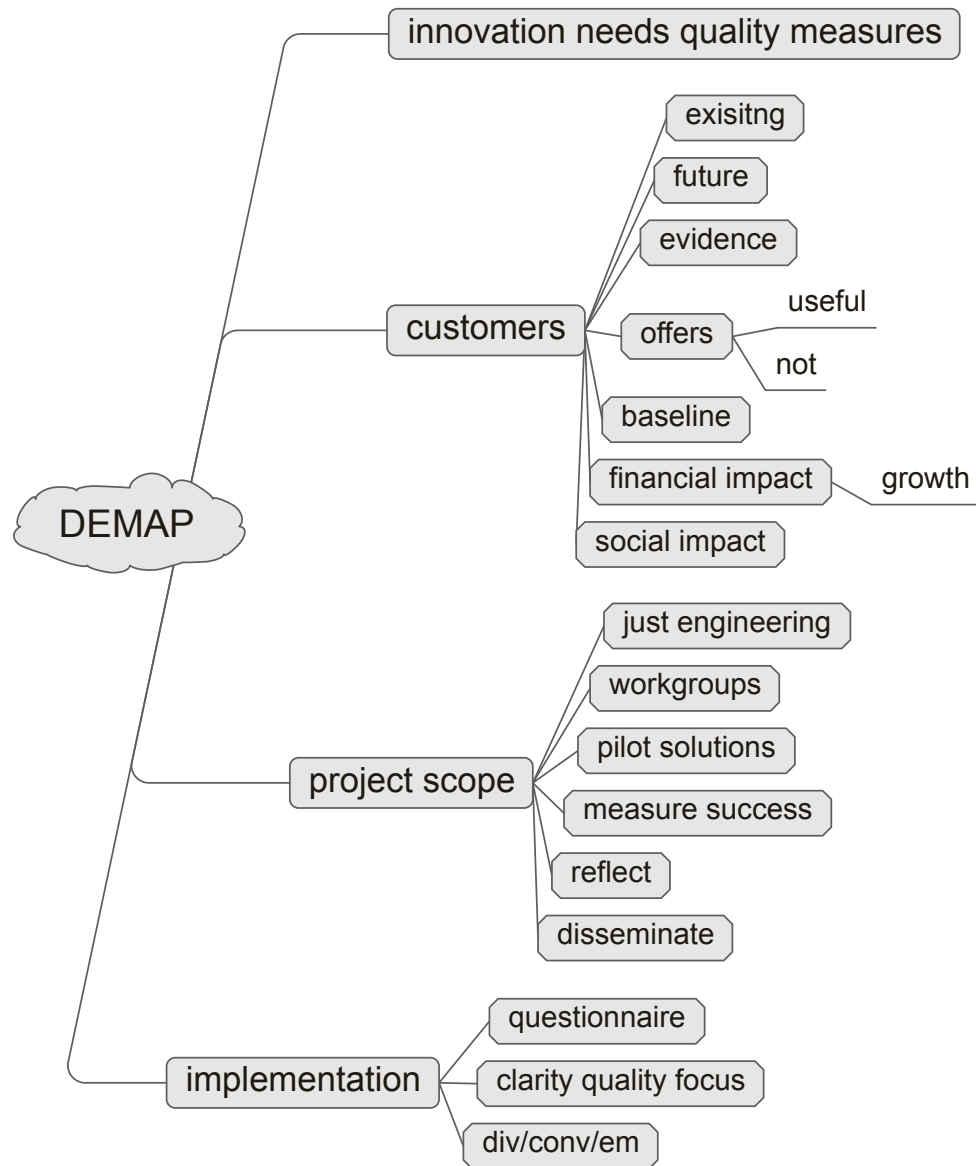 innovation needs quality measures
exisitng
future
evidence
customers
offers
useful
not
baseline
financial impact
growth
social impact
DEMAP
just engineering
workgroups
pilot solutions
project scope
measure success
reflect
disseminate
questionnaire
implementation
clarity quality focus
div/conv/em